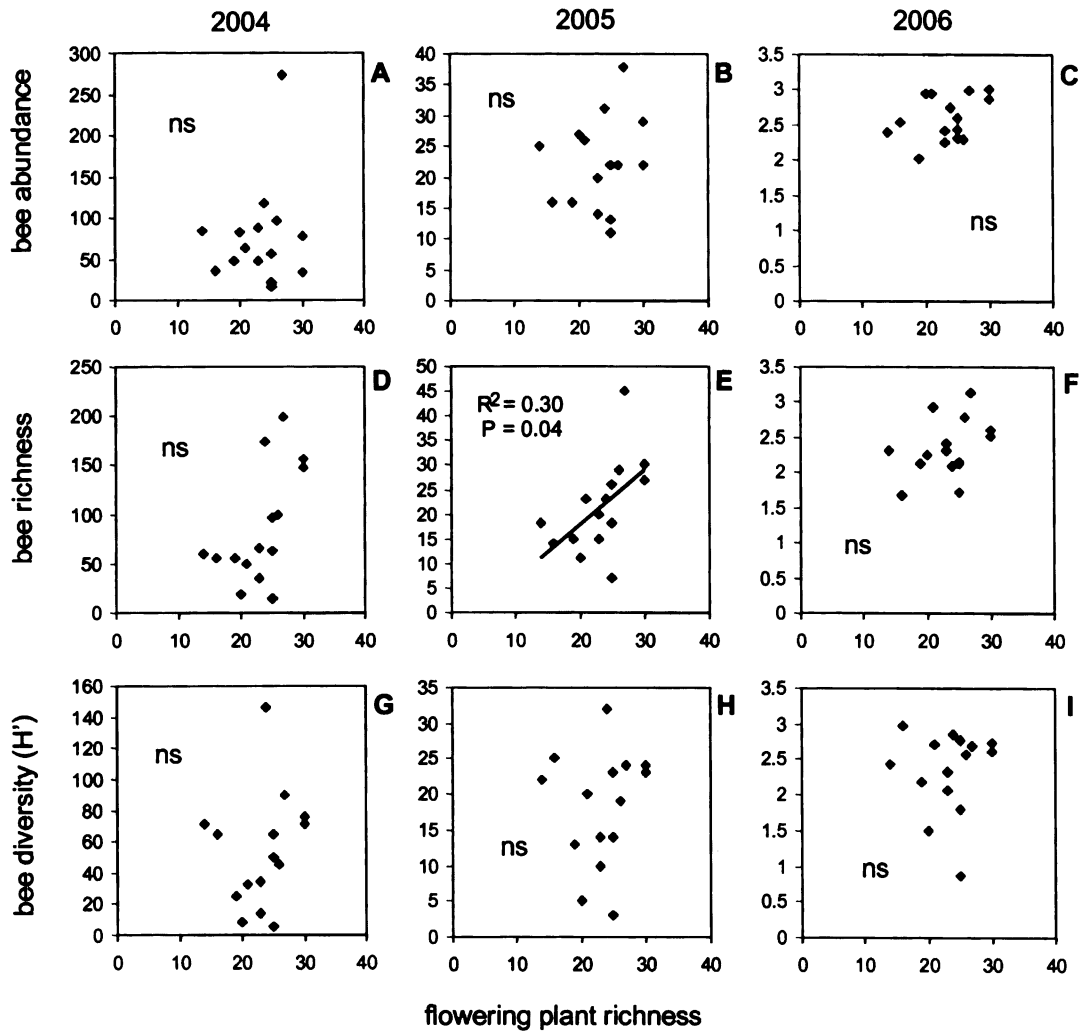 2004 2005 2006
bee abundance
300
250
200
150
100
50
0
ns
A
0 10 20 30 40
40
35
30
25
20
15
10
5
0
ns
B
0 10 20 30 40
3.5
3
2.5
2
1.5
1
0.5
0
ns
C
0 10 20 30 40
bee richness
250
200
150
100
50
0
ns
D
0 10 20 30 40
50
45
40
35
30
25
20
15
10
5
0
R² = 0.30
P = 0.04
E
0 10 20 30 40
3.5
3
2.5
2
1.5
1
0.5
0
ns
F
0 10 20 30 40
bee diversity (H')
160
140
120
100
80
60
40
20
0
ns
G
0 10 20 30 40
35
30
25
20
15
10
5
0
ns
H
0 10 20 30 40
3.5
3
2.5
2
1.5
1
0.5
0
ns
I
0 10 20 30 40
flowering plant richness